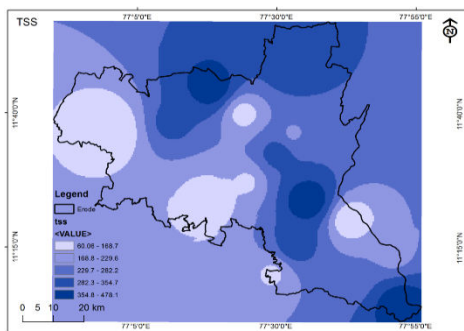 TSS
77°5'0"E 77°30'0"E 77°55'0"E
N
11°40'0"N 11°40'0"N
Legend
Erode
tss
<VALUE>
60.06 - 168.7
168.8 - 229.6
229.7 - 282.2
282.3 - 354.7
354.8 - 478.1
11°15'0"N 11°15'0"N
0 5 10 20 km
77°5'0"E 77°30'0"E 77°55'0"E